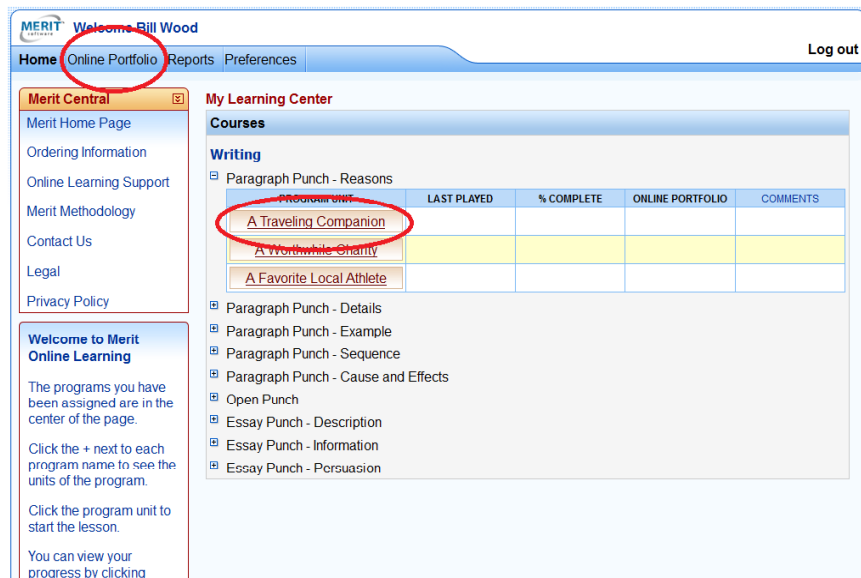 MERIT Welcome Bill Wood
software
Log out
Home Online Portfolio Reports Preferences
Merit Central
Merit Home Page
Ordering Information
Online Learning Support
Merit Methodology
Contact Us
Legal
Privacy Policy
Welcome to Merit
Online Learning
The programs you have
been assigned are in the
center of the page.
Click the + next to each
program name to see the
units of the program.
Click the program unit to
start the lesson.
You can view your
progress by clicking
My Learning Center
Courses
Writing
Paragraph Punch - Reasons
PROGRAM UNIT LAST PLAYED % COMPLETE ONLINE PORTFOLIO COMMENTS
A Traveling Companion
A Worthwhile Charity
A Favorite Local Athlete
Paragraph Punch - Details
Paragraph Punch - Example
Paragraph Punch - Sequence
Paragraph Punch - Cause and Effects
Open Punch
Essay Punch - Description
Essay Punch - Information
Essay Punch - Persuasion